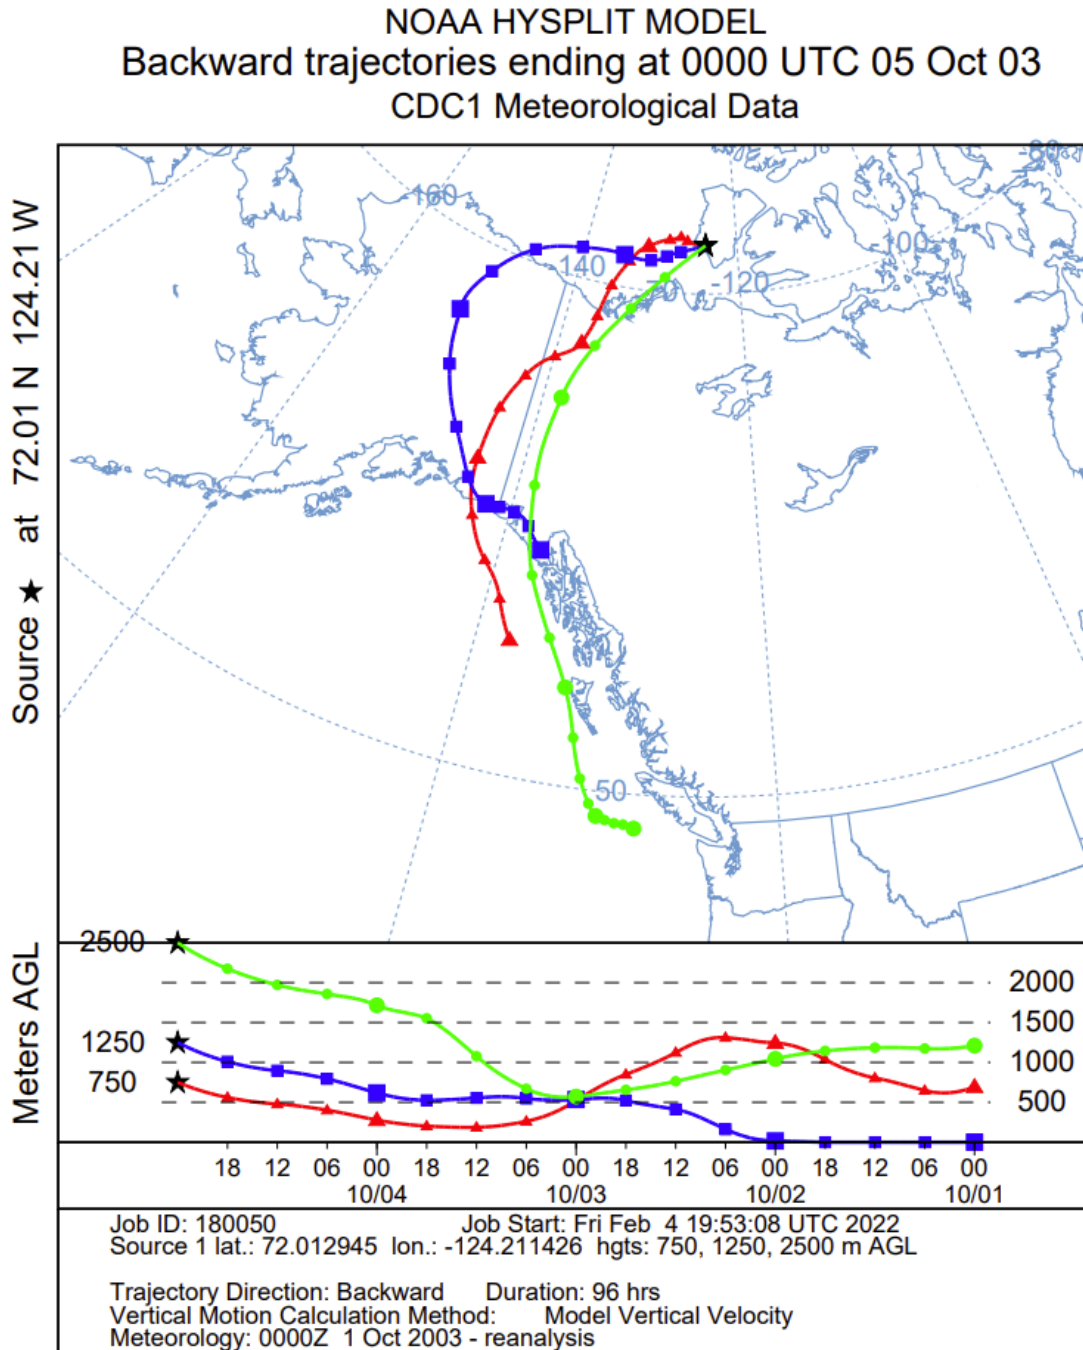 NOAA HYSPLIT MODEL
Backward trajectories ending at 0000 UTC 05 Oct 03
CDC1 Meteorological Data
Source ★ at 72.01 N 124.21 W
160
-80
140
-100
-120
50
Meters AGL
2500
1250
750
2000
1500
1000
500
18 12 06 00 18 12 06 00 18 12 06 00 18 12 06 00
10/04 10/03 10/02 10/01
Job ID: 180050 Job Start: Fri Feb 4 19:53:08 UTC 2022
Source 1 lat.: 72.012945 lon.: -124.211426 hgts: 750, 1250, 2500 m AGL
Trajectory Direction: Backward Duration: 96 hrs
Vertical Motion Calculation Method: Model Vertical Velocity
Meteorology: 0000Z 1 Oct 2003 - reanalysis